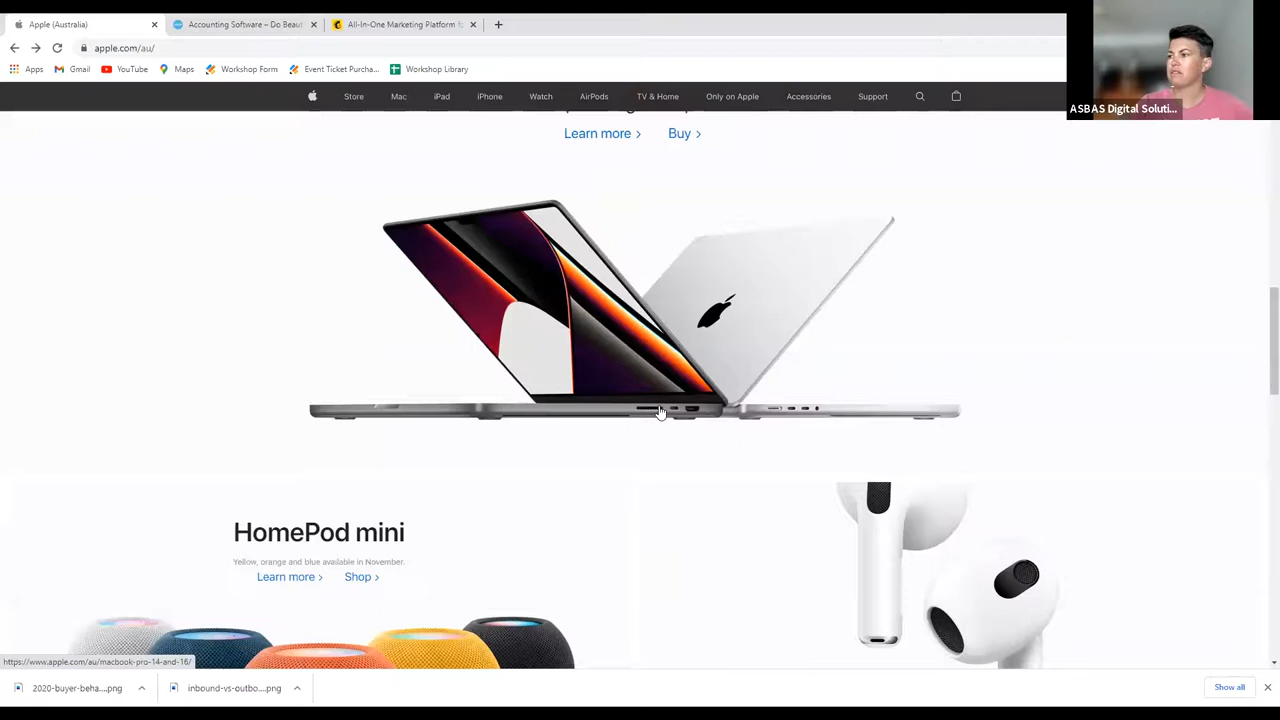 Apple (Australia)
Accounting Software – Do Beau
All-In-One Marketing Platform f
apple.com/au/
ASBAS Digital Soluti...
Apps
Gmail
YouTube
Maps
Workshop Form
Event Ticket Purcha...
Workshop Library
Store
Mac
iPad
iPhone
Watch
AirPods
TV & Home
Only on Apple
Accessories
Support
Learn more >
Buy >
HomePod mini
Yellow, orange and blue available in November.
Learn more >
Shop >
https://www.apple.com/au/macbook-pro-14-and-16/
2020-buyer-beha....png
inbound-vs-outbo....png
Show all